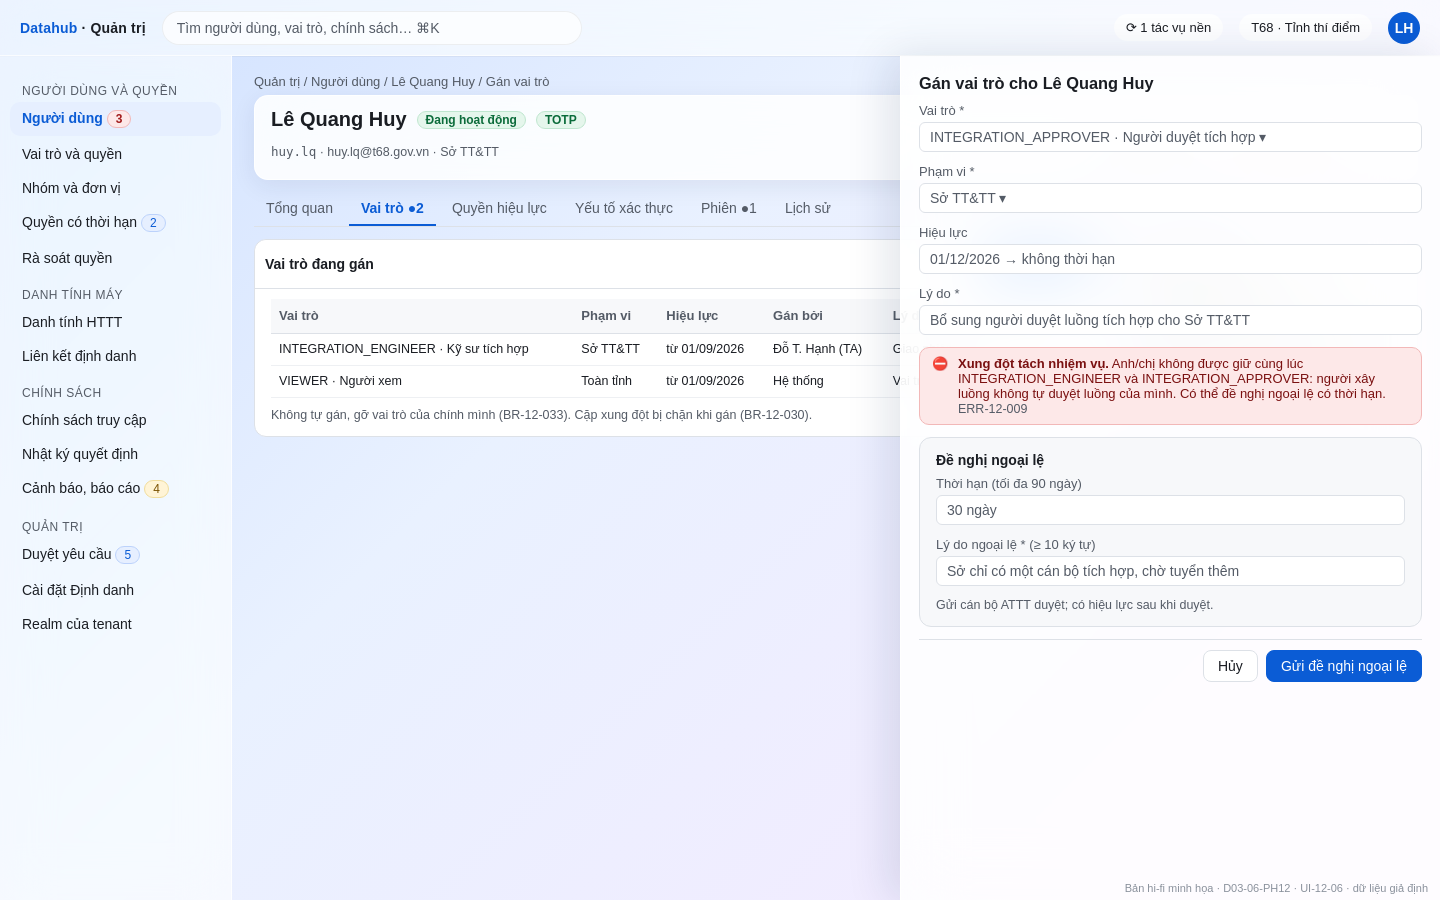 Datahub · Quản trị
Tìm người dùng, vai trò, chính sách… ⌘K
⟳ 1 tác vụ nền
T68 · Tỉnh thí điểm
LH
NGƯỜI DÙNG VÀ QUYỀN
Người dùng 3
Vai trò và quyền
Nhóm và đơn vị
Quyền có thời hạn 2
Rà soát quyền
DANH TÍNH MÁY
Danh tính HTTT
Liên kết định danh
CHÍNH SÁCH
Chính sách truy cập
Nhật ký quyết định
Cảnh báo, báo cáo 4
QUẢN TRỊ
Duyệt yêu cầu 5
Cài đặt Định danh
Realm của tenant
Quản trị / Người dùng / Lê Quang Huy / Gán vai trò
Lê Quang Huy Đang hoạt động TOTP
huy.lq · huy.lq@t68.gov.vn · Sở TT&TT
Tổng quan Vai trò ●2 Quyền hiệu lực Yếu tố xác thực Phiên ●1 Lịch sử
Vai trò đang gán
Vai trò Phạm vi Hiệu lực Gán bởi
INTEGRATION_ENGINEER · Kỹ sư tích hợp Sở TT&TT từ 01/09/2026 Đỗ T. Hạnh (TA)
VIEWER · Người xem Toàn tỉnh từ 01/09/2026 Hệ thống
Không tự gán, gỡ vai trò của chính mình (BR-12-033). Cặp xung đột bị chặn khi gán (BR-12-030).
Gán vai trò cho Lê Quang Huy
Vai trò *
INTEGRATION_APPROVER · Người duyệt tích hợp ▾
Phạm vi *
Sở TT&TT ▾
Hiệu lực
01/12/2026 → không thời hạn
Lý do *
Bổ sung người duyệt luồng tích hợp cho Sở TT&TT
⛔ Xung đột tách nhiệm vụ. Anh/chị không được giữ cùng lúc
INTEGRATION_ENGINEER và INTEGRATION_APPROVER: người xây
luồng không tự duyệt luồng của mình. Có thể đề nghị ngoại lệ có thời hạn.
ERR-12-009
Đề nghị ngoại lệ
Thời hạn (tối đa 90 ngày)
30 ngày
Lý do ngoại lệ * (≥ 10 ký tự)
Sở chỉ có một cán bộ tích hợp, chờ tuyển thêm
Gửi cán bộ ATTT duyệt; có hiệu lực sau khi duyệt.
Hủy
Gửi đề nghị ngoại lệ
Bản hi-fi minh họa · D03-06-PH12 · UI-12-06 · dữ liệu giả định